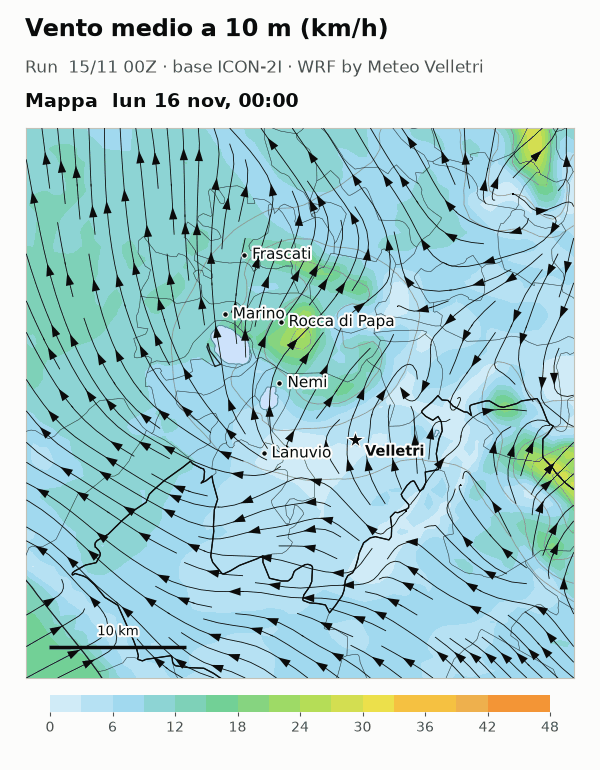 Vento medio a 10 m (km/h)
Run 15/11 00Z · base ICON-2I · WRF by Meteo Velletri
Mappa lun 16 nov, 00:00
Frascati
Marino
Rocca di Papa
Nemi
Lanuvio
Velletri
10 km
0 6 12 18 24 30 36 42 48